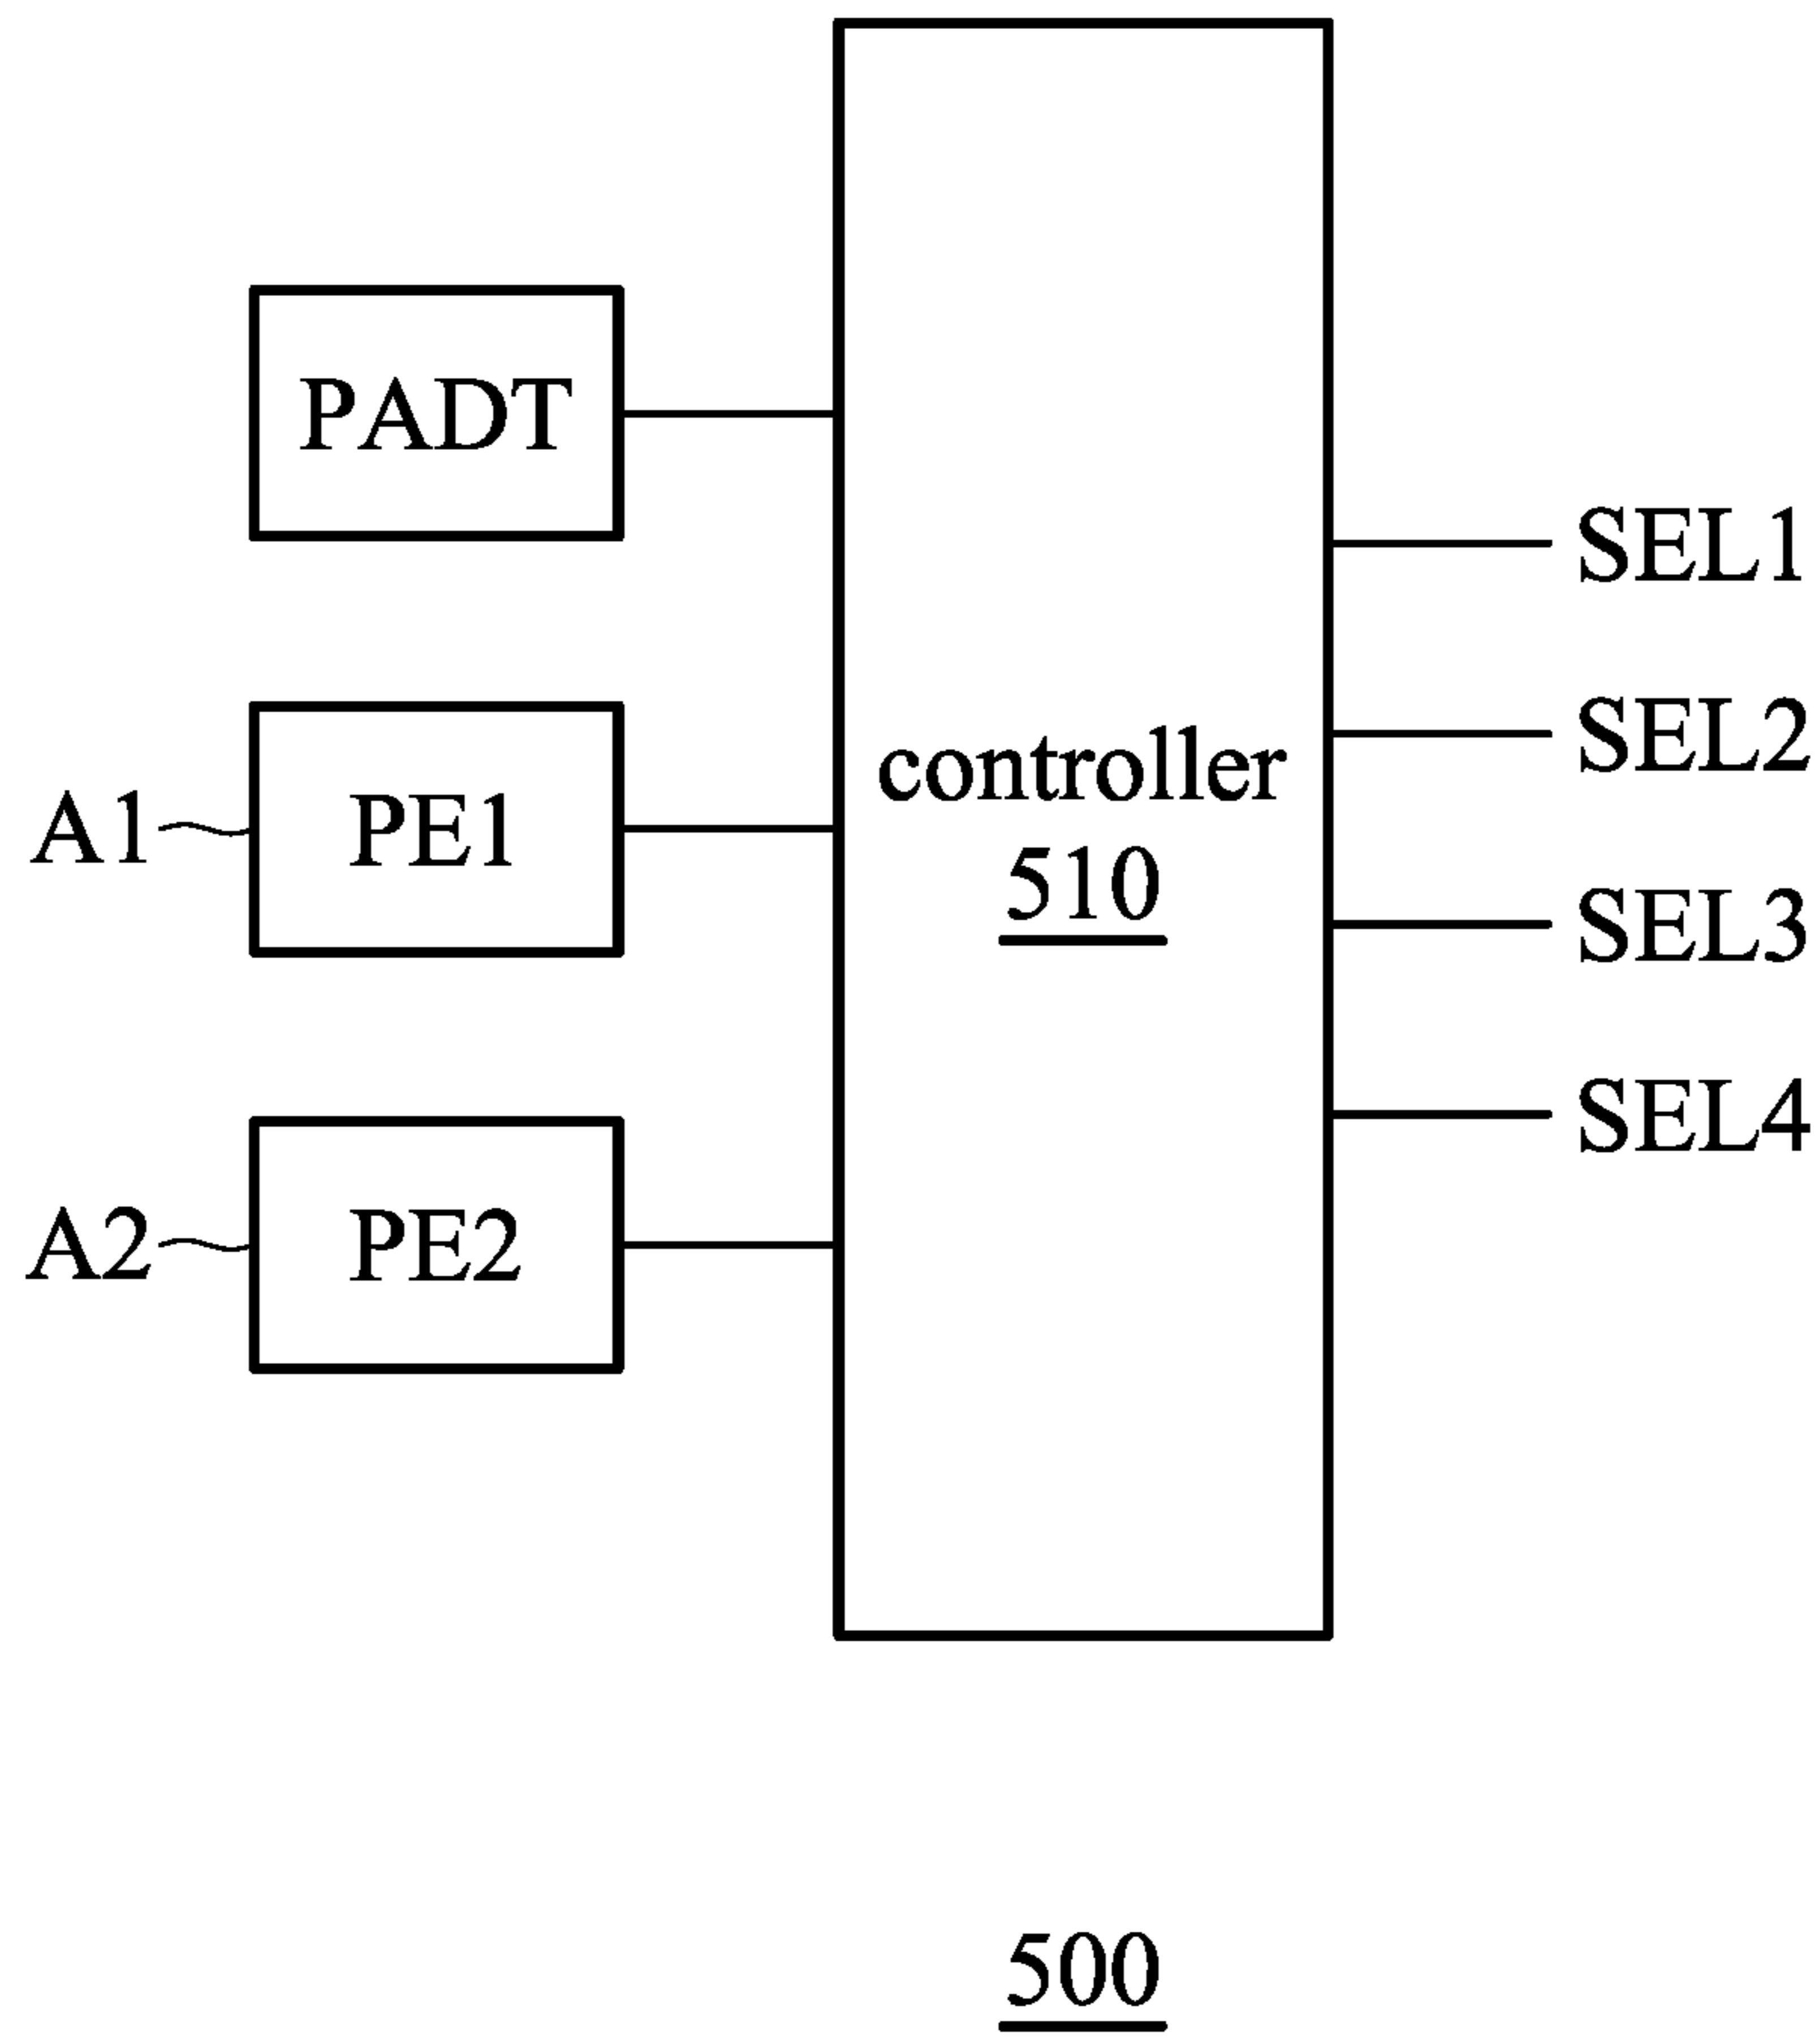 PADT
A1
PE1
A2
PE2
controller
510
SEL1
SEL2
SEL3
SEL4
500